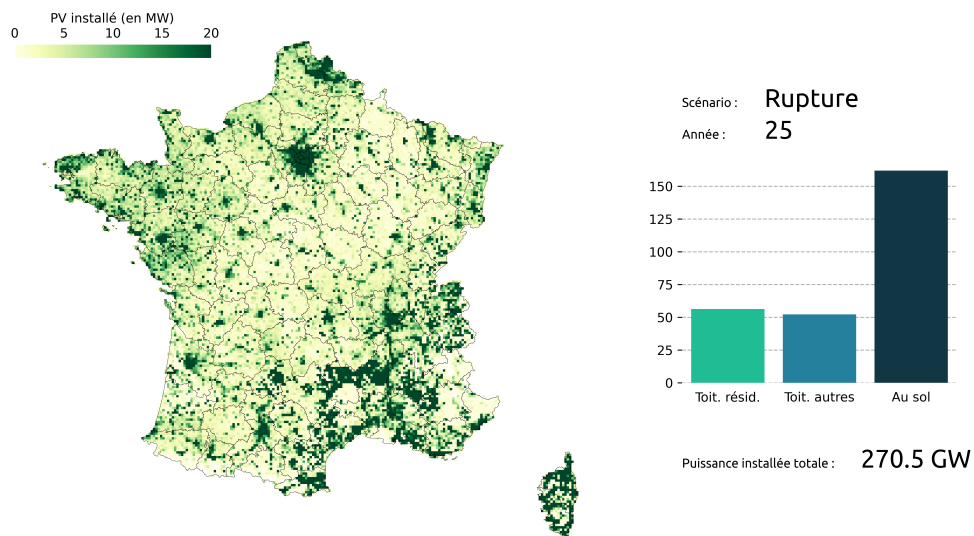 PV installé (en MW)
0 5 10 15 20
Scénario : Rupture
Année : 25
150
125
100
75
50
25
0
Toit. résid. Toit. autres Au sol
Puissance installée totale : 270.5 GW